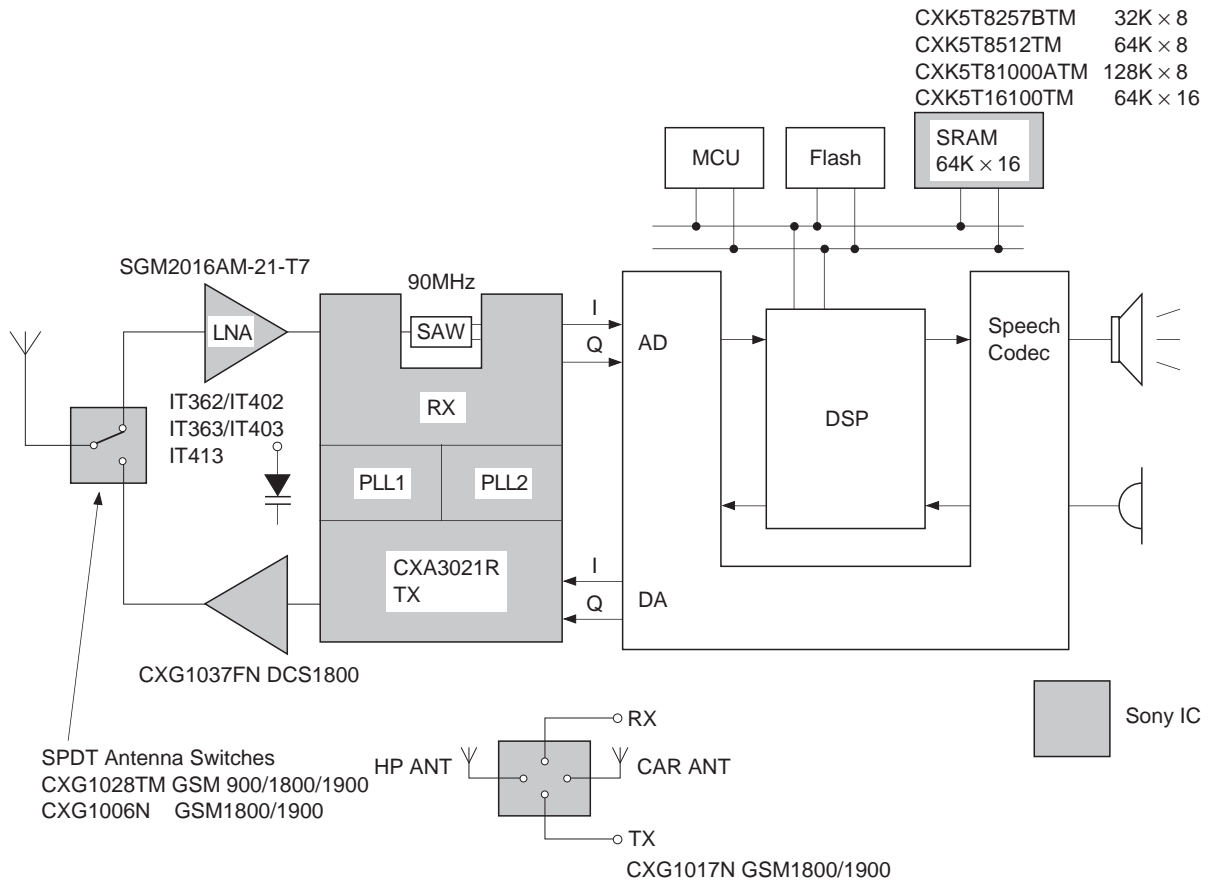 CXK5T8257BTM 32K × 8
CXK5T8512TM 64K × 8
CXK5T81000ATM 128K × 8
CXK5T16100TM 64K × 16
MCU
Flash
SRAM
64K × 16
SGM2016AM-21-T7
90MHz
LNA
SAW
I
Q
AD
Speech
Codec
IT362/IT402
IT363/IT403
IT413
RX
DSP
PLL1
PLL2
CXA3021R
TX
I
Q
DA
CXG1037FN DCS1800
Sony IC
SPDT Antenna Switches
CXG1028TM GSM 900/1800/1900
CXG1006N GSM1800/1900
RX
HP ANT
CAR ANT
TX
CXG1017N GSM1800/1900